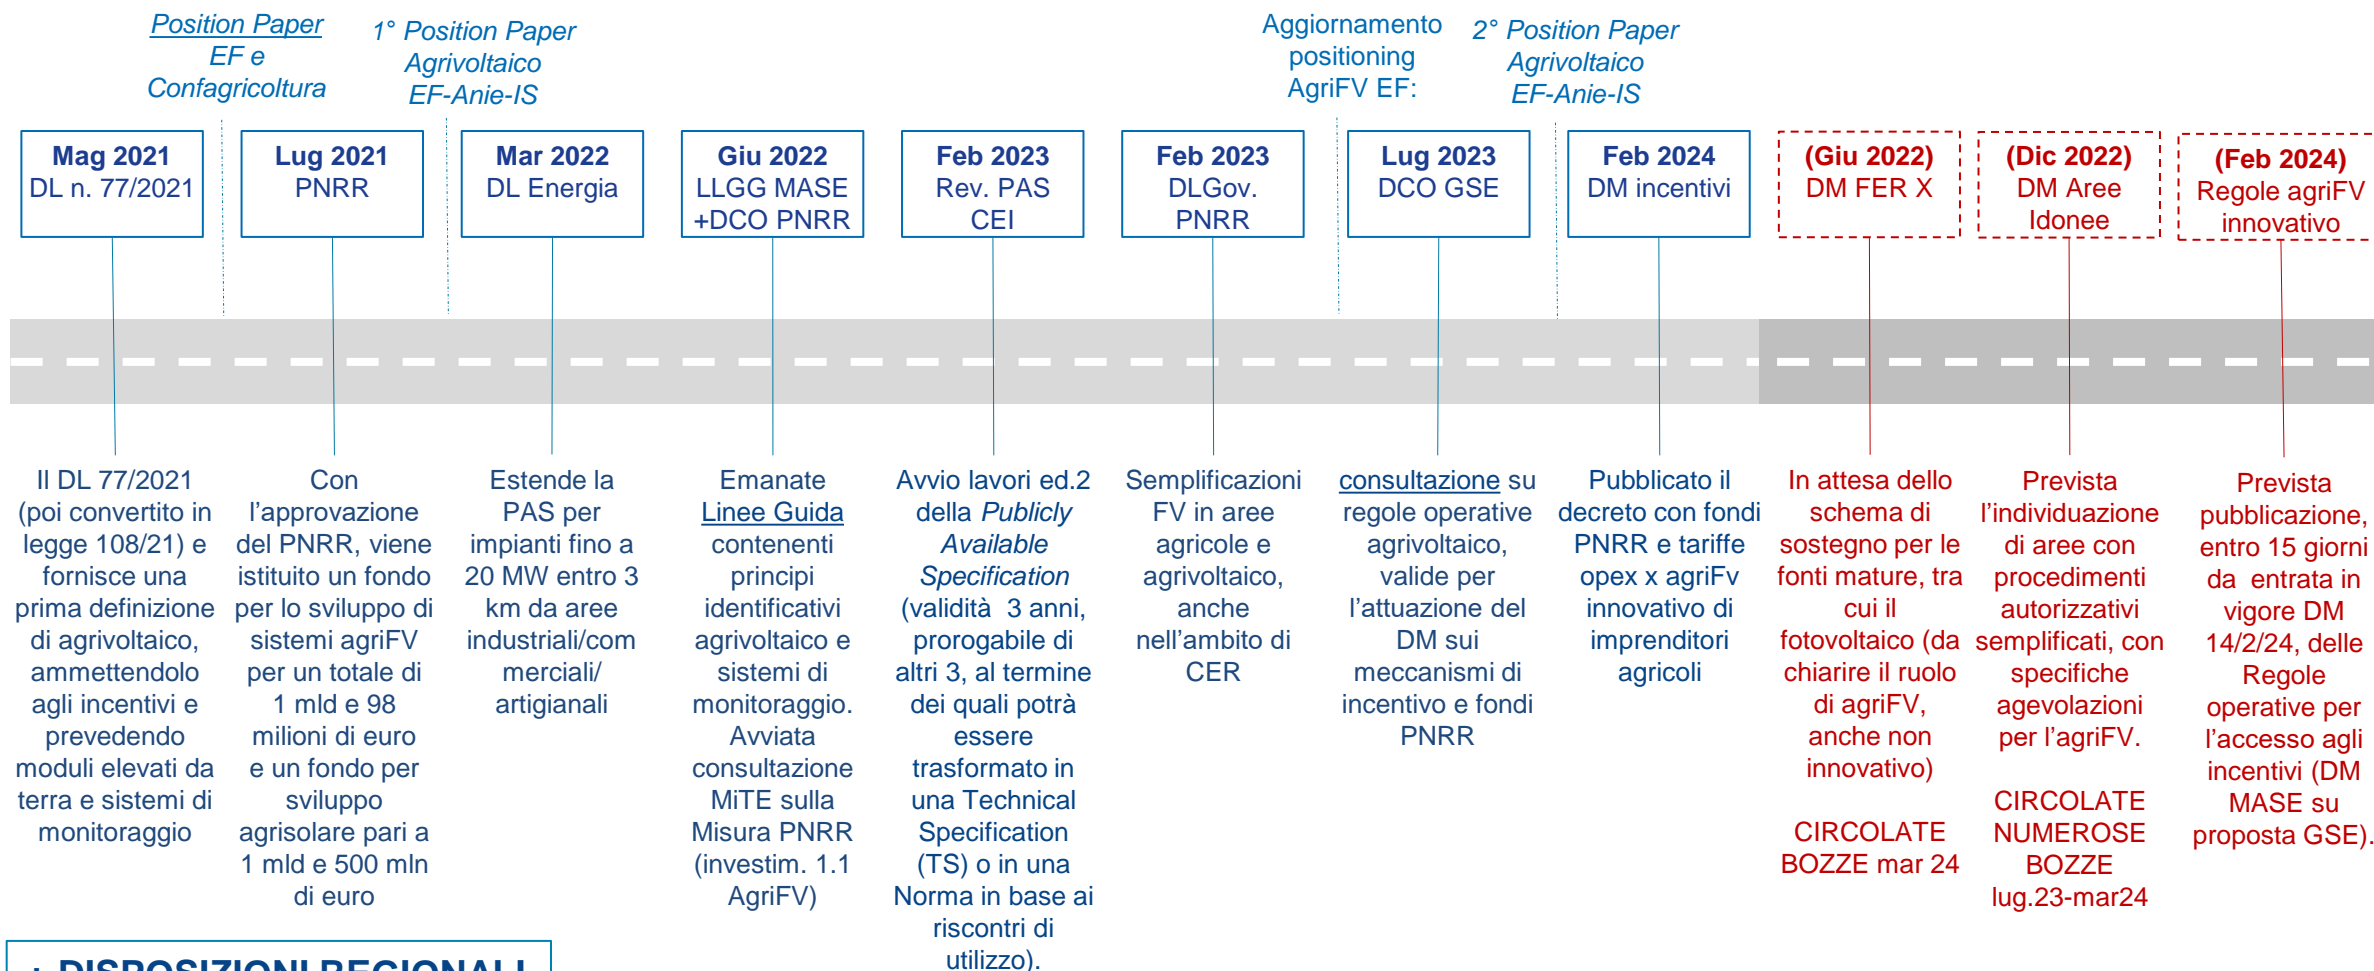 Position Paper
EF e
Confagricoltura
1° Position Paper
Agrivoltaico
EF-Anie-IS
Aggiornamento
positioning
AgriFV EF:
2° Position Paper
Agrivoltaico
EF-Anie-IS
Mag 2021
DL n. 77/2021
Lug 2021
PNRR
Mar 2022
DL Energia
Giu 2022
LLGG MASE
+DCO PNRR
Feb 2023
Rev. PAS
CEI
Feb 2023
DLGov.
PNRR
Lug 2023
DCO GSE
Feb 2024
DM incentivi
(Giu 2022)
DM FER X
(Dic 2022)
DM Aree
Idonee
(Feb 2024)
Regole agriFV
innovativo
Il DL 77/2021
(poi convertito in
legge 108/21) e
fornisce una
prima definizione
di agrivoltaico,
ammettendolo
agli incentivi e
prevedendo
moduli elevati da
terra e sistemi di
monitoraggio
Con
l'approvazione
del PNRR, viene
istituito un fondo
per lo sviluppo di
sistemi agriFV
per un totale di
1 mld e 98
milioni di euro
e un fondo per
sviluppo
agrisolare pari a
1 mld e 500 mln
di euro
Estende la
PAS per
impianti fino a
20 MW entro 3
km da aree
industriali/com
merciali/
artigianali
Emanate
Linee Guida
contenenti
principi
identificativi
agrivoltaico e
sistemi di
monitoraggio.
Avviata
consultazione
MiTE sulla
Misura PNRR
(investim. 1.1
AgriFV)
Avvio lavori ed.2
della Publicly
Available
Specification
(validità 3 anni,
prorogabile di
altri 3, al termine
dei quali potrà
essere
trasformato in
una Technical
Specification
(TS) o in una
Norma in base ai
riscontri di
utilizzo).
Semplificazioni
FV in aree
agricole e
agrivoltaico,
anche
nell'ambito di
CER
consultazione su
regole operative
agrivoltaico,
valide per
l'attuazione del
DM sui
meccanismi di
incentivo e fondi
PNRR
Pubblicato il
decreto con fondi
PNRR e tariffe
opex x agriFv
innovativo di
imprenditori
agricoli
In attesa dello
schema di
sostegno per le
fonti mature, tra
cui il
fotovoltaico (da
chiarire il ruolo
di agriFV,
anche non
innovativo)
CIRCOLATE
BOZZE mar 24
Prevista
l'individuazione
di aree con
procedimenti
autorizzativi
semplificati, con
specifiche
agevolazioni
per l'agriFV.
CIRCOLATE
NUMEROSE
BOZZE
lug.23-mar24
Prevista
pubblicazione,
entro 15 giorni
da entrata in
vigore DM
14/2/24, delle
Regole
operative per
l'accesso agli
incentivi (DM
MASE su
proposta GSE).
+ DISPOSIZIONI REGIONALI